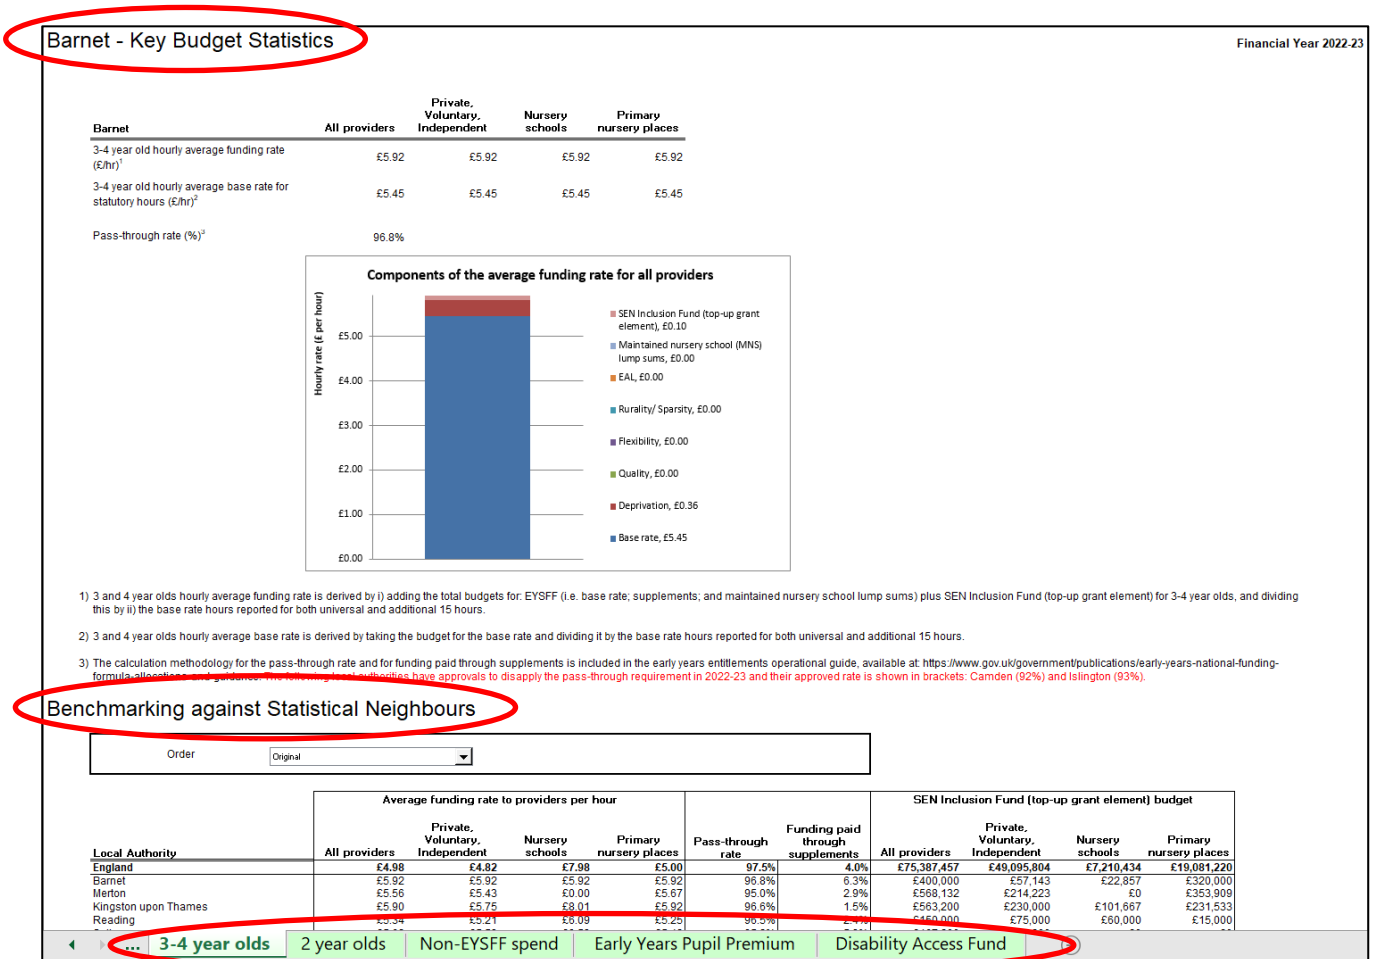 Barnet - Key Budget Statistics
Financial Year 2022-23
Private,
Voluntary,
Independent
Nursery
schools
Primary
nursery places
Barnet All providers
3-4 year old hourly average funding rate
(£/hr)1 £5.92 £5.92 £5.92 £5.92
3-4 year old hourly average base rate for
statutory hours (£/hr)2 £5.45 £5.45 £5.45 £5.45
Pass-through rate (%)3 96.8%
Components of the average funding rate for all providers
Hourly rate (£ per hour)
£5.00
£4.00
£3.00
£2.00
£1.00
£0.00
SEN Inclusion Fund (top-up grant
element), £0.10
Maintained nursery school (MNS)
lump sums, £0.00
EAL, £0.00
Rurality/ Sparsity, £0.00
Flexibility, £0.00
Quality, £0.00
Deprivation, £0.36
Base rate, £5.45
1) 3 and 4 year olds hourly average funding rate is derived by i) adding the total budgets for: EYSFF (i.e. base rate; supplements; and maintained nursery school lump sums) plus SEN Inclusion Fund (top-up grant element) for 3-4 year olds, and dividing
this by ii) the base rate hours reported for both universal and additional 15 hours.
2) 3 and 4 year olds hourly average base rate is derived by taking the budget for the base rate and dividing it by the base rate hours reported for both universal and additional 15 hours.
3) The calculation methodology for the pass-through rate and for funding paid through supplements is included in the early years entitlements operational guide, available at: https://www.gov.uk/government/publications/early-years-national-funding-
formula-allocations-and-guidance. The following local authorities have approvals to disapply the pass-through requirement in 2022-23 and their approved rate is shown in brackets: Camden (92%) and Islington (93%).
Benchmarking against Statistical Neighbours
Order Original
Average funding rate to providers per hour SEN Inclusion Fund (top-up grant element) budget
Local Authority All providers Private, Voluntary, Independent Nursery schools Primary nursery places Pass-through rate Funding paid through supplements All providers Private, Voluntary, Independent Nursery schools Primary nursery places
England £4.98 £4.82 £7.98 £5.00 97.5% 4.0% £75,387,457 £49,095,804 £7,210,434 £19,081,220
Barnet £5.92 £5.92 £5.92 £5.92 96.8% 6.3% £400,000 £57,143 £22,857 £320,000
Merton £5.56 £5.43 £0.00 £5.67 95.0% 2.9% £568,132 £214,223 £0 £353,909
Kingston upon Thames £5.90 £5.75 £8.01 £5.92 96.6% 1.5% £563,200 £230,000 £101,667 £231,533
Reading £5.34 £5.21 £6.09 £5.25 96.5% £150,000 £75,000 £60,000 £15,000
... 3-4 year olds 2 year olds Non-EYSFF spend Early Years Pupil Premium Disability Access Fund